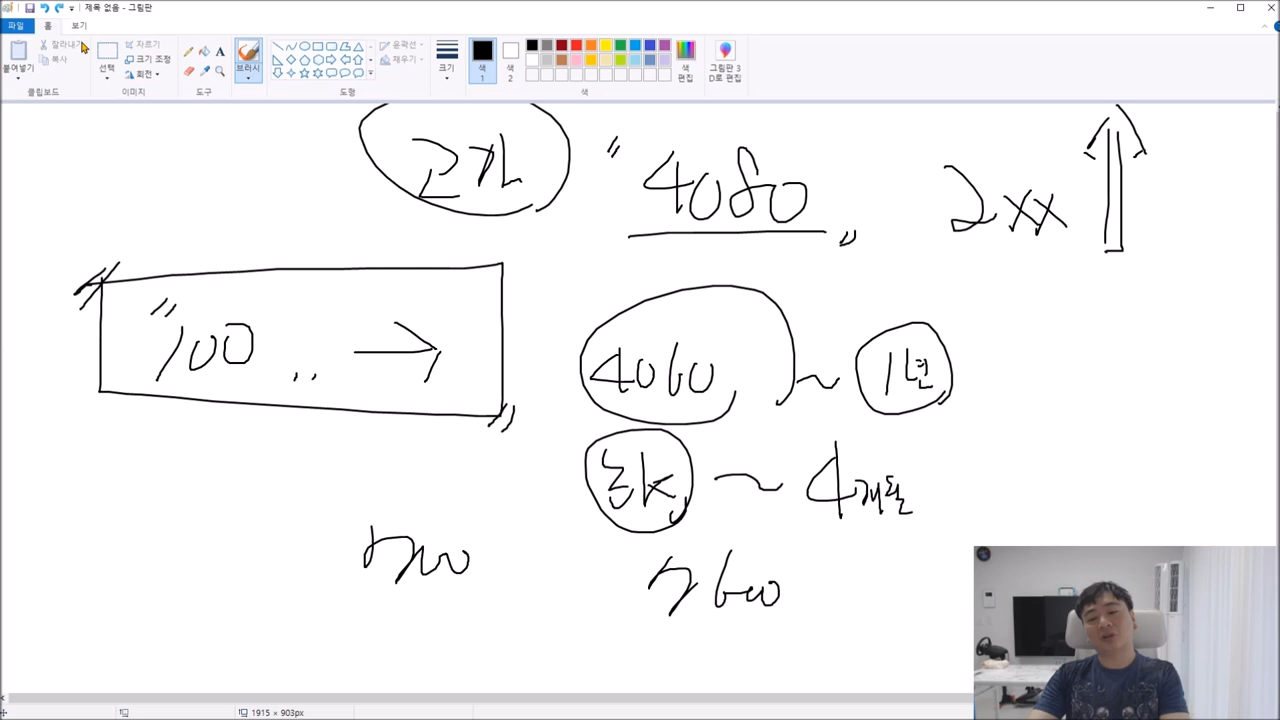 제목 없음 - 그림판
파일 홈 보기
붙여넣기 잘라내기 복사 클립보드
선택 자르기 크기 조정 회전 이미지
도구
브러시
도형 윤곽선 채우기
크기
색 1 색 2 색 편집 색
그림판 3D로 편집
"4080" 2xx
"100 .. →
4060 ~ 1년
~ 4개월
7600
1915 × 903px